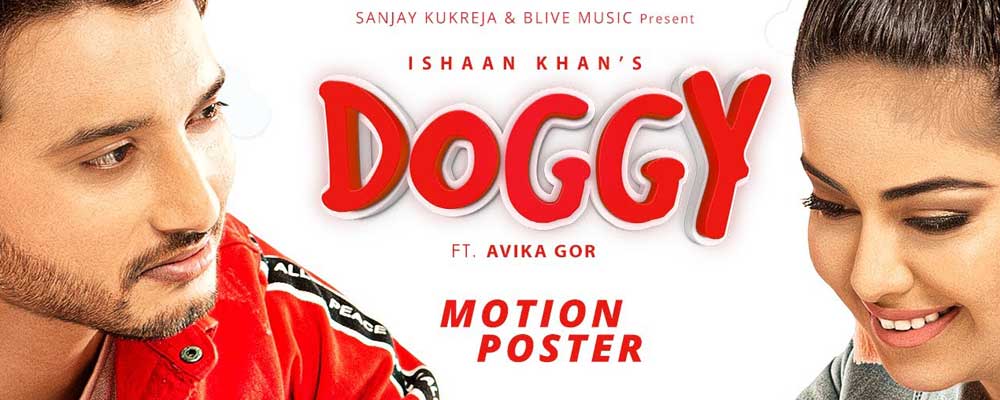 SANJAY KUKREJA & BLIVE MUSIC Present
ISHAAN KHAN'S
DOGGY
FT. AVIKA GOR
MOTION
POSTER
ALL
PEACE